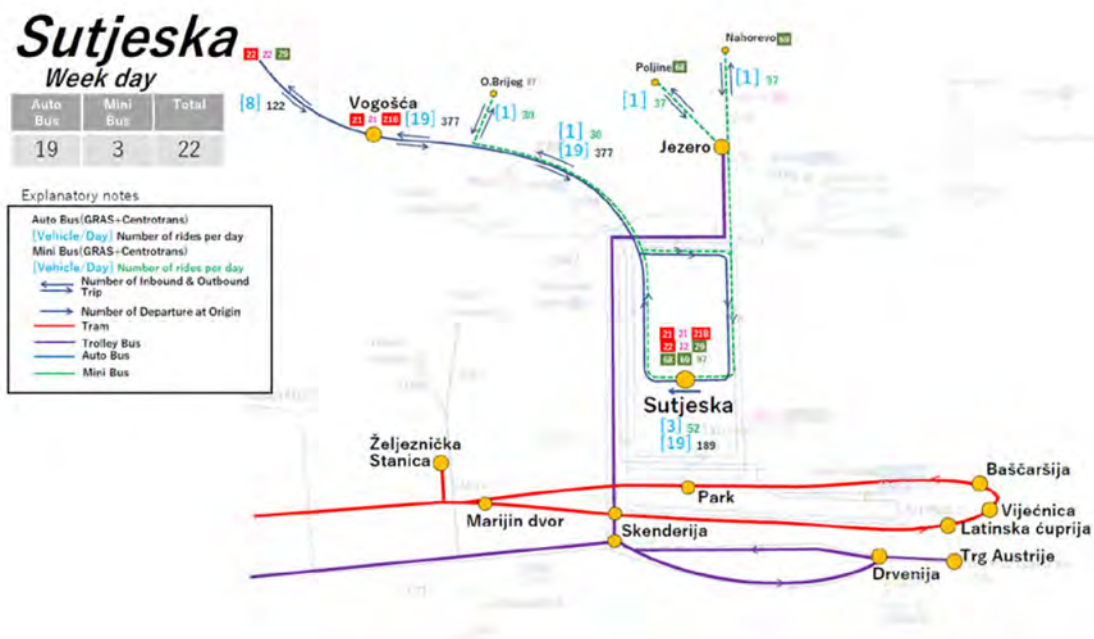 Sutjeska
Week day
Auto Bus
Mini Bus
Total
19
3
22
Explanatory notes
Auto Bus(GRAS+Centrotrans)
[Vehicle/Day] Number of rides per day
Mini Bus(GRAS+Centrotrans)
[Vehicle/Day] Number of rides per day
Number of Inbound & Outbound
Trip
Number of Departure at Origin
Tram
Trolley Bus
Auto Bus
Mini Bus
22 22 29
[8] 122
Vogošća
21 21 21B [19] 377
O.Brijeg
[1]
[1]
[19] 377
Nahorevo 69
[1] 57
Poljine 68
[1] 37
Jezero
21 21 21B
22 22 29
68 69 97
Sutjeska
[3] 52
[19] 189
Željeznička
Stanica
Marijin dvor
Park
Skenderija
Baščaršija
Vijećnica
Latinska ćuprija
Trg Austrije
Drvenija